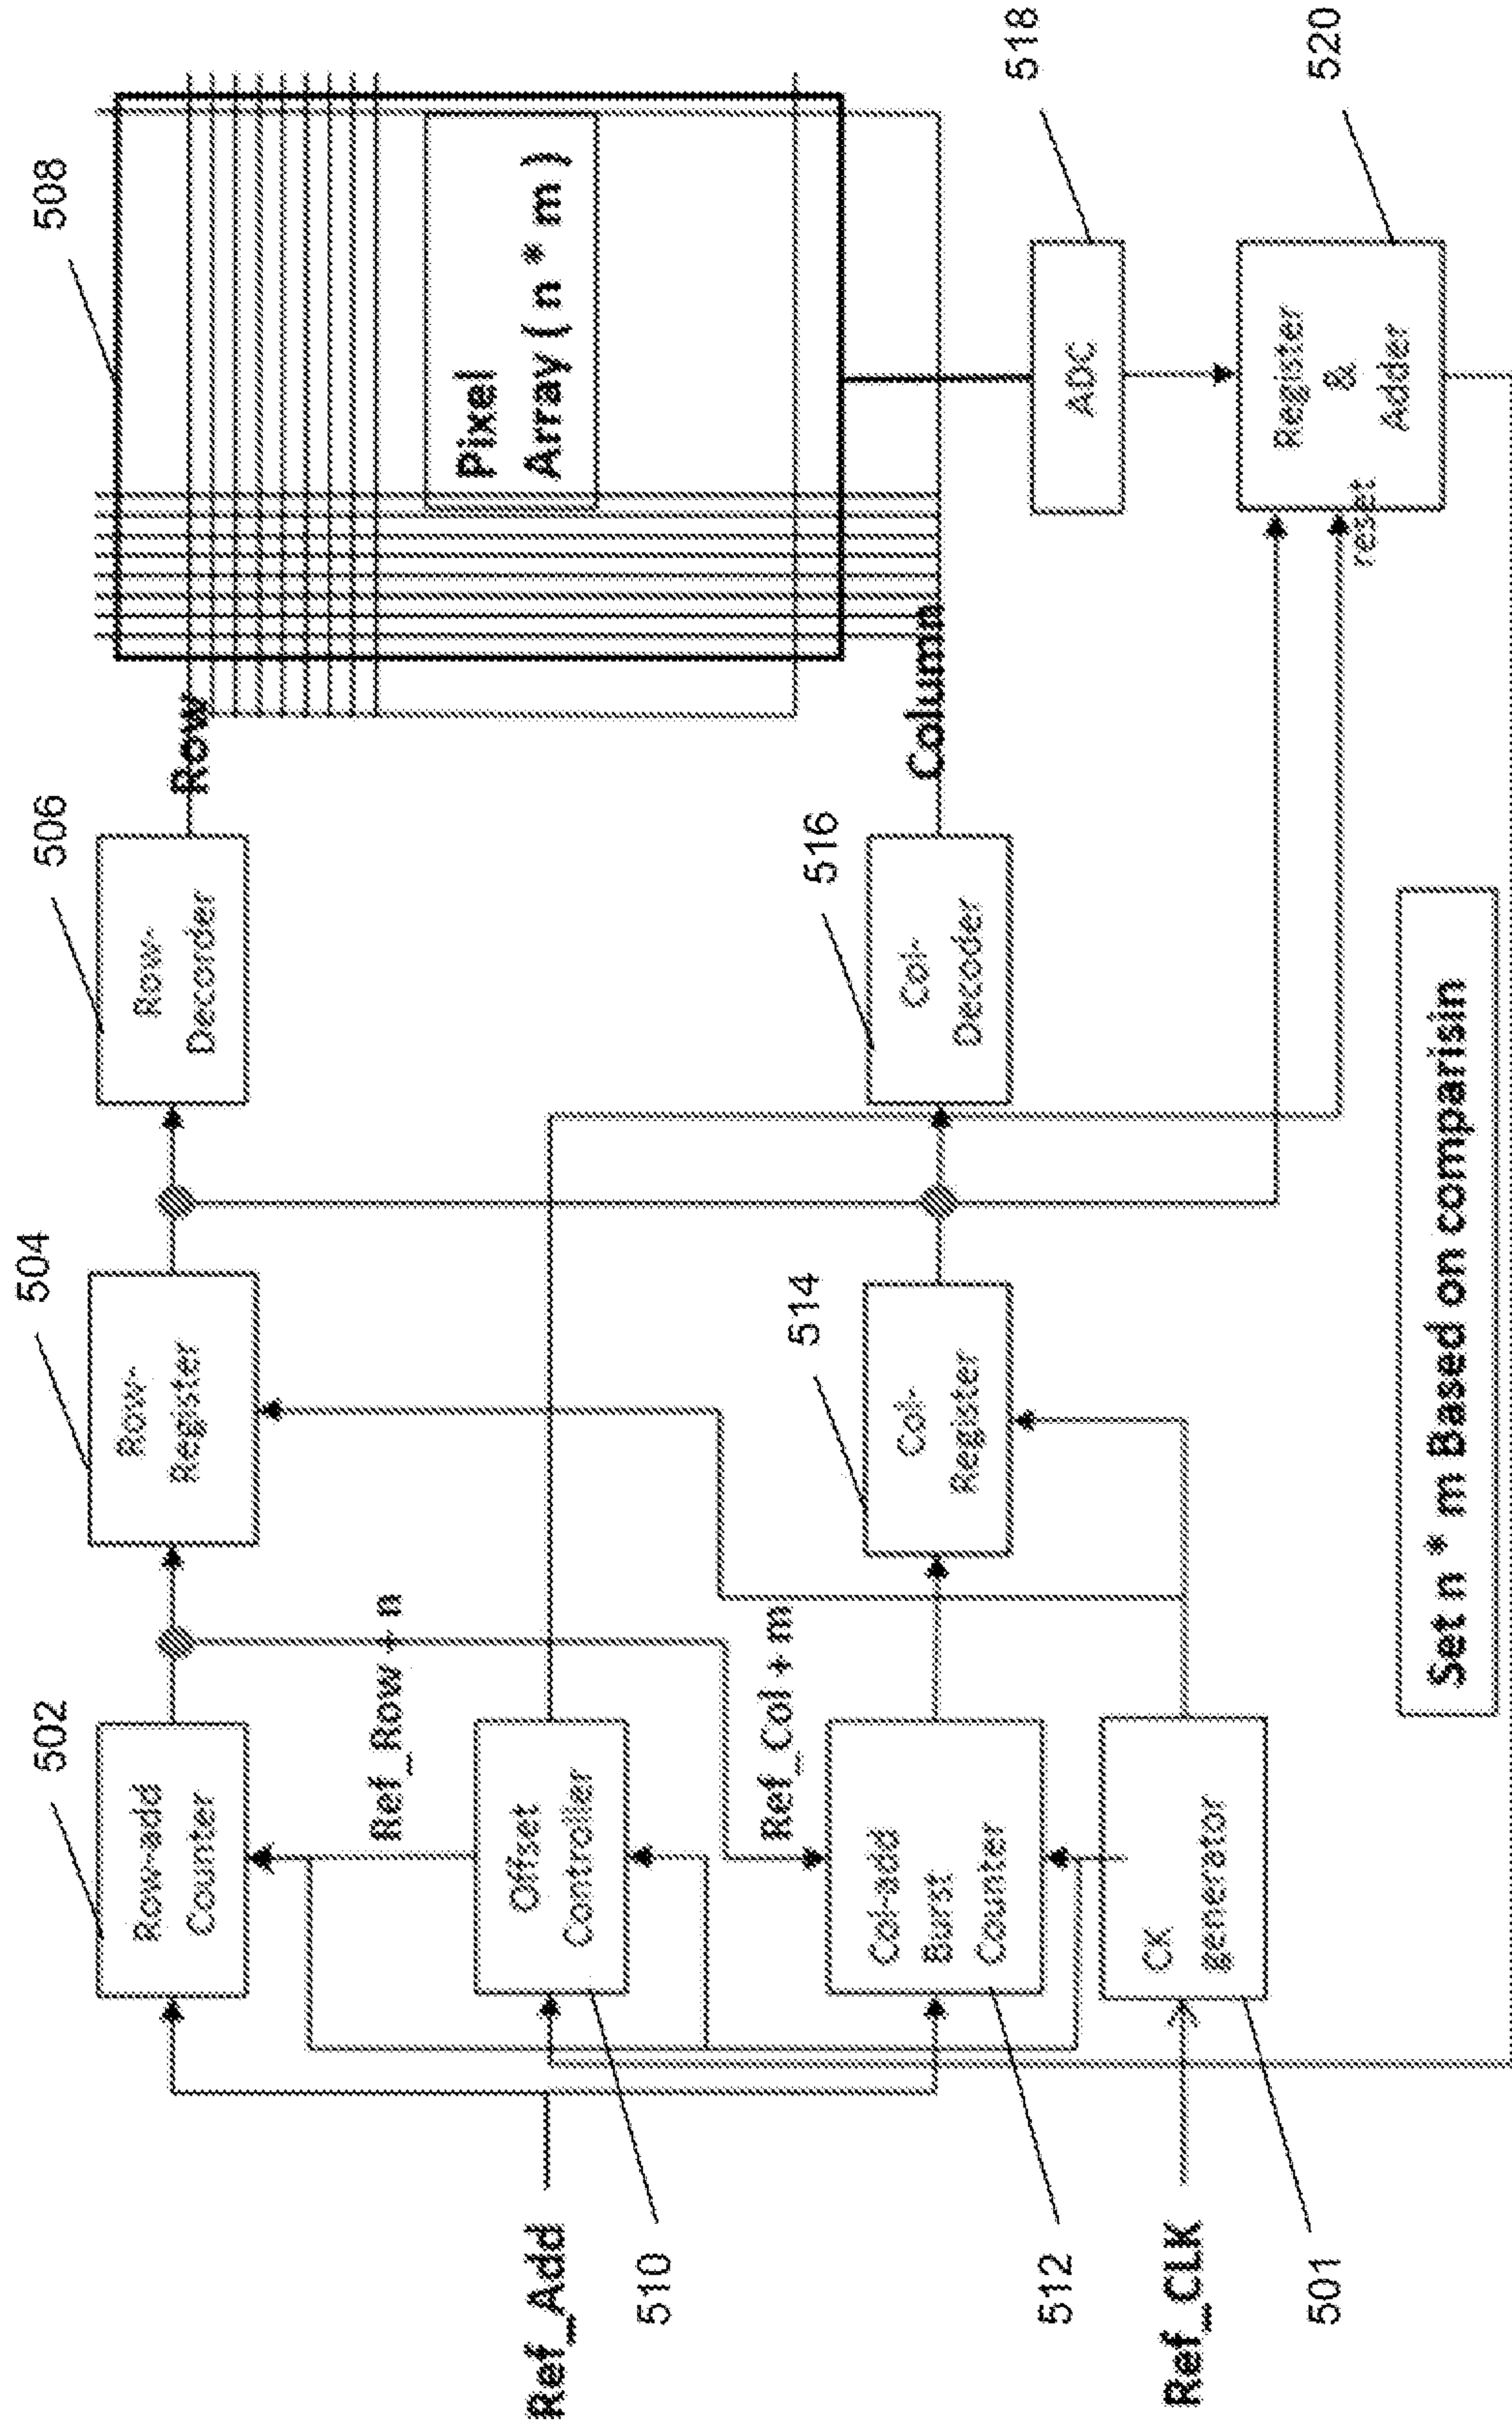 502
Row-add
Counter
504
Row-
Register
506
Row-
Decorder
Row
508
Pixel
Array ( n * m )
Ref_Row + n
Ref_Add
Offset
Controller
510
Ref_Col + m
Col-add
Burst
Counter
512
514
Col-
Register
516
Col-
Decoder
Column
518
ADC
Ref_CLK
CK
generator
501
Register
&
Adder
reset
520
Set n * m Based on comparisin